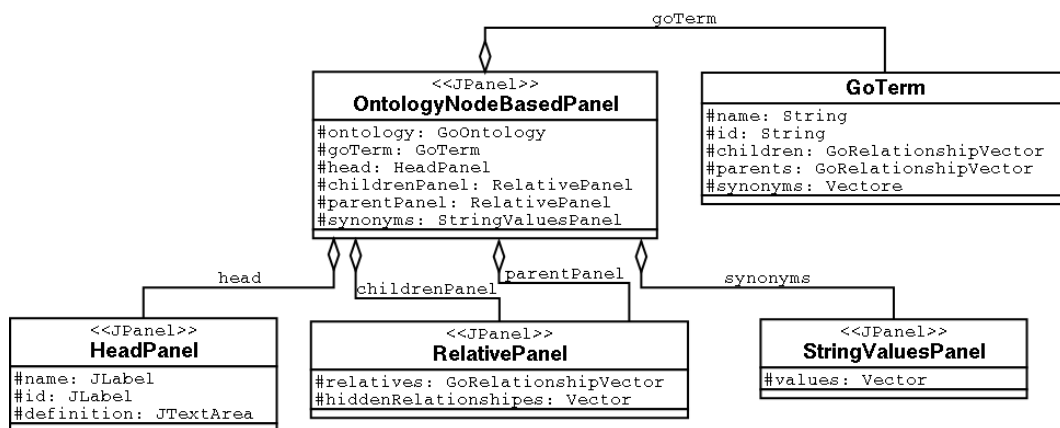 goTerm
<<JPanel>>
OntologyNodeBasedPanel
#ontology: GoOntology
#goTerm: GoTerm
#head: HeadPanel
#childrenPanel: RelativePanel
#parentPanel: RelativePanel
#synonyms: StringValuesPanel
GoTerm
#name: String
#id: String
#children: GoRelationshipVector
#parents: GoRelationshipVector
#synonyms: Vectore
head
childrenPanel
parentPanel
synonyms
<<JPanel>>
HeadPanel
#name: JLabel
#id: JLabel
#definition: JTextArea
<<JPanel>>
RelativePanel
#relatives: GoRelationshipVector
#hiddenRelationshipes: Vector
<<JPanel>>
StringValuesPanel
#values: Vector